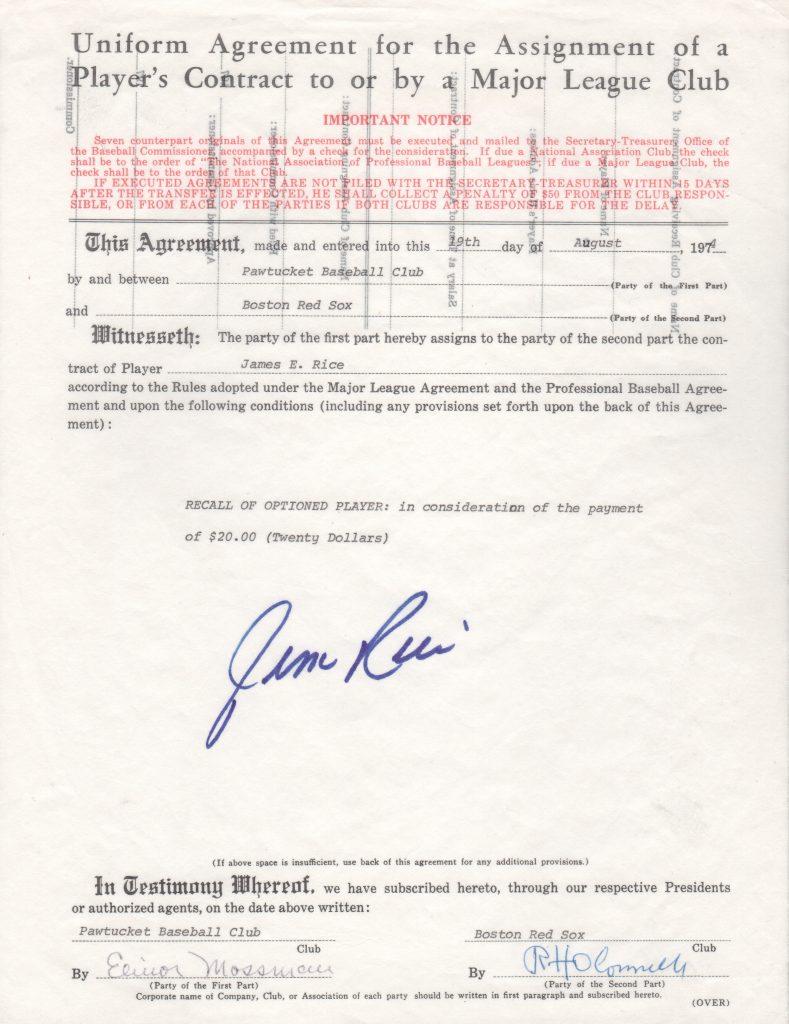 Uniform Agreement for the Assignment of a
Player's Contract to or by a Major League Club
IMPORTANT NOTICE
Seven counterpart originals of this Agreement must be executed and mailed to the Secretary-Treasurer, Office of
the Baseball Commissioner, accompanied by a check for the consideration. If due a National Association Club, the check
shall be to the order of "The National Association of Professional Baseball Leagues"; if due a Major League Club, the
check shall be to the order of that Club.
IF EXECUTED AGREEMENTS ARE NOT FILED WITH THE SECRETARY-TREASURER WITHIN 15 DAYS
AFTER THE TRANSFER IS EFFECTED, HE SHALL COLLECT A PENALTY OF $50 FROM THE CLUB RESPON-
SIBLE, OR FROM EACH OF THE PARTIES IF BOTH CLUBS ARE RESPONSIBLE FOR THE DELAY.
This Agreement, made and entered into this 19th day of August, 1974
by and between Pawtucket Baseball Club
(Party of the First Part)
and Boston Red Sox
(Party of the Second Part)
Witnesseth: The party of the first part hereby assigns to the party of the second part the con-
tract of Player James E. Rice
according to the Rules adopted under the Major League Agreement and the Professional Baseball Agree-
ment and upon the following conditions (including any provisions set forth upon the back of this Agree-
ment):
RECALL OF OPTIONED PLAYER: in consideration of the payment
of $20.00 (Twenty Dollars)
Jim Rice
(If above space is insufficient, use back of this agreement for any additional provisions.)
In Testimony Whereof, we have subscribed hereto, through our respective Presidents
or authorized agents, on the date above written:
Pawtucket Baseball Club Boston Red Sox
Club Club
By Elinor Mossman By R H O'Connell
(Party of the First Part) (Party of the Second Part)
Corporate name of Company, Club, or Association of each party should be written in first paragraph and subscribed hereto.
(OVER)